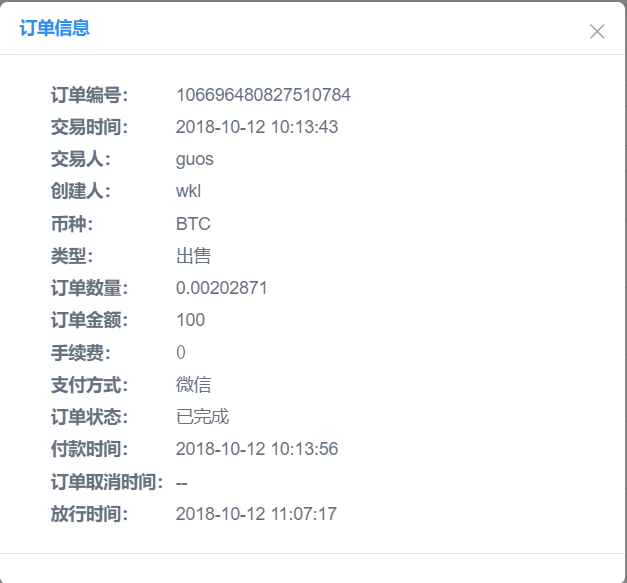 订单信息
订单编号： 106696480827510784
交易时间： 2018-10-12 10:13:43
交易人： guos
创建人： wkl
币种： BTC
类型： 出售
订单数量： 0.00202871
订单金额： 100
手续费： 0
支付方式： 微信
订单状态： 已完成
付款时间： 2018-10-12 10:13:56
订单取消时间： --
放行时间： 2018-10-12 11:07:17